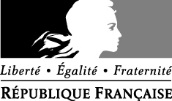 Liberté • Égalité • Fraternité
RÉPUBLIQUE FRANÇAISE